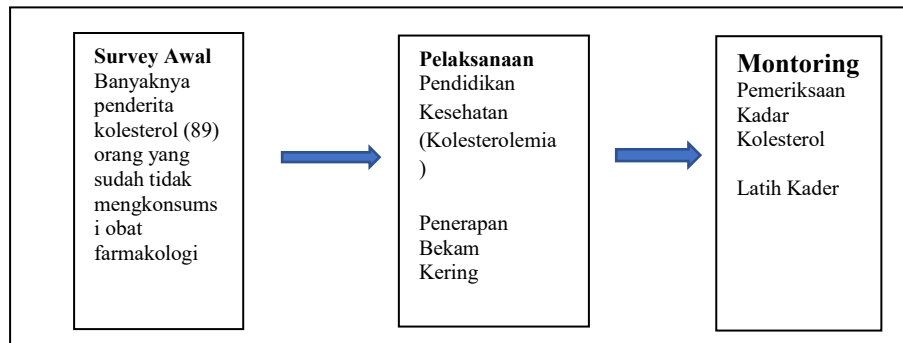 Survey Awal
Banyaknya
penderita
kolesterol (89)
orang yang
sudah tidak
mengkonsums
i obat
farmakologi
Pelaksanaan
Pendidikan
Kesehatan
(Kolesterolemia
)
Penerapan
Bekam
Kering
Montoring
Pemeriksaan
Kadar
Kolesterol
Latih Kader